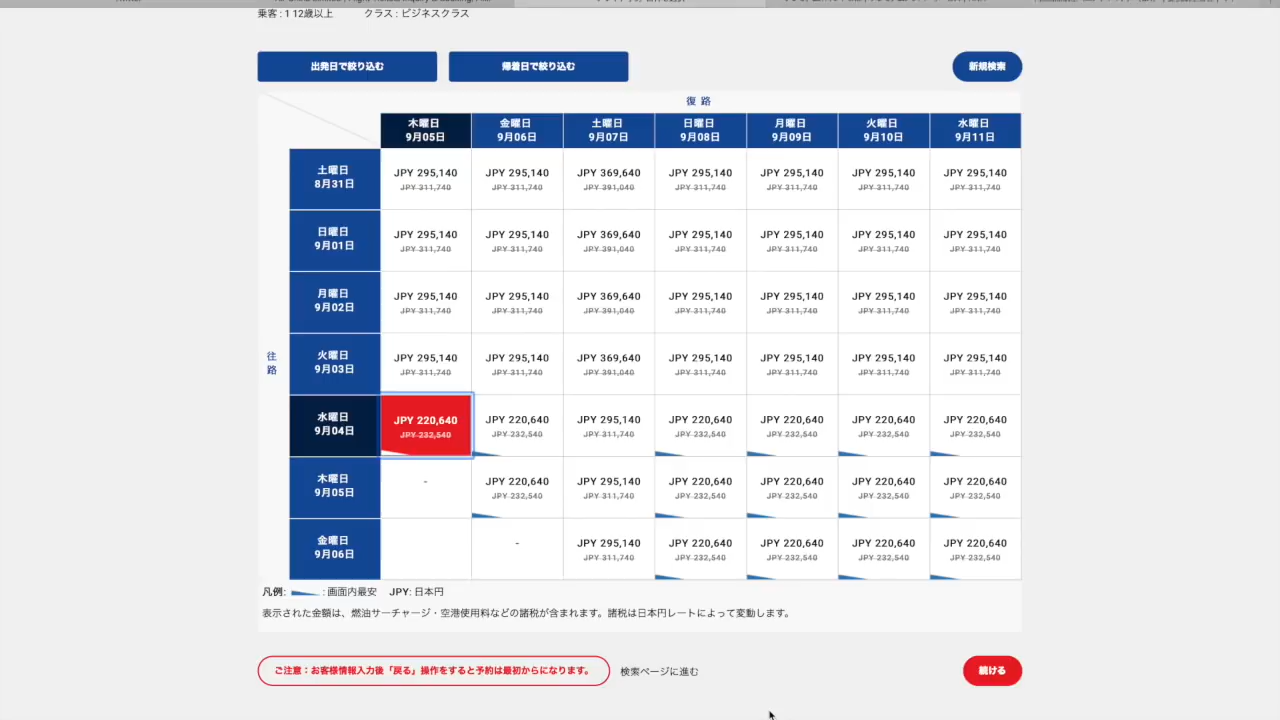 乗客 : 1 12歳以上 クラス : ビジネスクラス
出発日で絞り込む 帰着日で絞り込む 新規検索
復 路
木曜日 金曜日 土曜日 日曜日 月曜日 火曜日 水曜日
9月05日 9月06日 9月07日 9月08日 9月09日 9月10日 9月11日
土曜日 JPY 295,140 JPY 295,140 JPY 369,640 JPY 295,140 JPY 295,140 JPY 295,140 JPY 295,140
8月31日 JPY 311,740 JPY 311,740 JPY 391,040 JPY 311,740 JPY 311,740 JPY 311,740 JPY 311,740
日曜日 JPY 295,140 JPY 295,140 JPY 369,640 JPY 295,140 JPY 295,140 JPY 295,140 JPY 295,140
9月01日 JPY 311,740 JPY 311,740 JPY 391,040 JPY 311,740 JPY 311,740 JPY 311,740 JPY 311,740
月曜日 JPY 295,140 JPY 295,140 JPY 369,640 JPY 295,140 JPY 295,140 JPY 295,140 JPY 295,140
9月02日 JPY 311,740 JPY 311,740 JPY 391,040 JPY 311,740 JPY 311,740 JPY 311,740 JPY 311,740
往路
火曜日 JPY 295,140 JPY 295,140 JPY 369,640 JPY 295,140 JPY 295,140 JPY 295,140 JPY 295,140
9月03日 JPY 311,740 JPY 311,740 JPY 391,040 JPY 311,740 JPY 311,740 JPY 311,740 JPY 311,740
水曜日 JPY 220,640 JPY 220,640 JPY 295,140 JPY 220,640 JPY 220,640 JPY 220,640 JPY 220,640
9月04日 JPY 232,540 JPY 232,540 JPY 311,740 JPY 232,540 JPY 232,540 JPY 232,540 JPY 232,540
木曜日 - JPY 220,640 JPY 295,140 JPY 220,640 JPY 220,640 JPY 220,640 JPY 220,640
9月05日 JPY 232,540 JPY 311,740 JPY 232,540 JPY 232,540 JPY 232,540 JPY 232,540
金曜日 - JPY 295,140 JPY 220,640 JPY 220,640 JPY 220,640 JPY 220,640
9月06日 JPY 311,740 JPY 232,540 JPY 232,540 JPY 232,540 JPY 232,540
凡例: : 画面内最安 JPY: 日本円
表示された金額は、燃油サーチャージ・空港使用料などの諸税が含まれます。諸税は日本円レートによって変動します。
ご注意：お客様情報入力後「戻る」操作をすると予約は最初からになります。 検索ページに進む 続ける